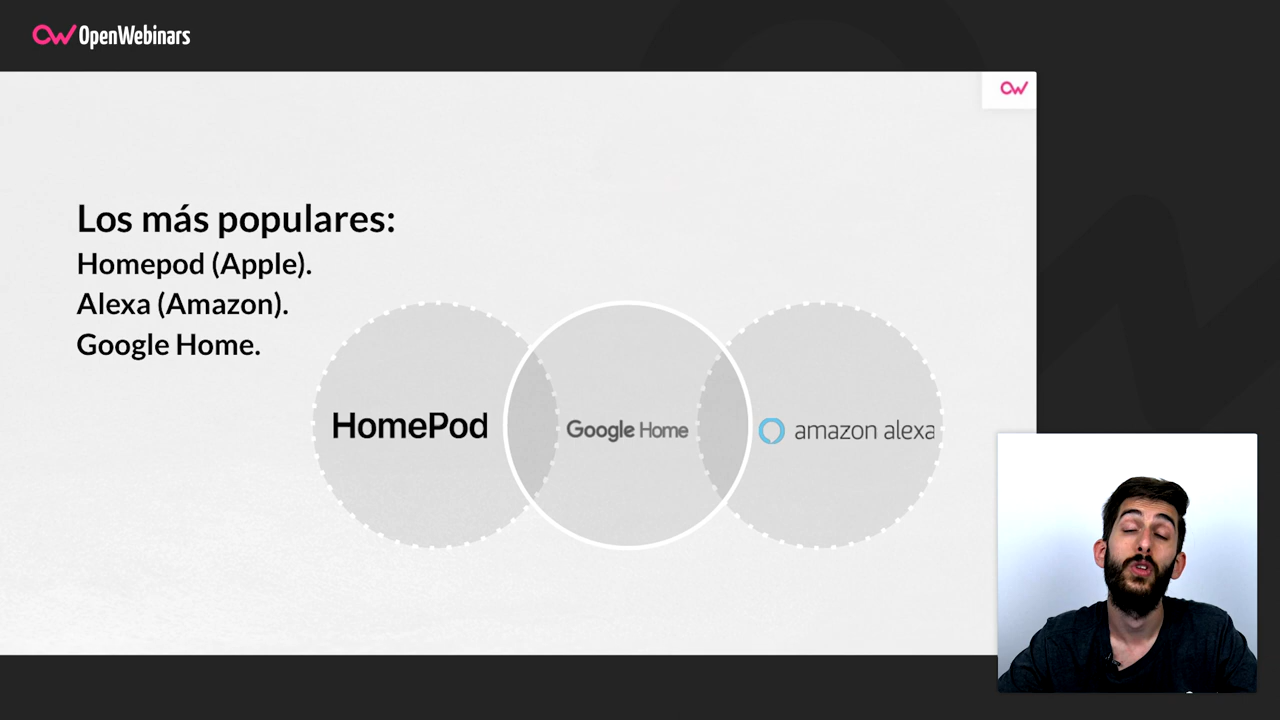 OpenWebinars
Los más populares:
Homepod (Apple).
Alexa (Amazon).
Google Home.
HomePod
Google Home
amazon alexa